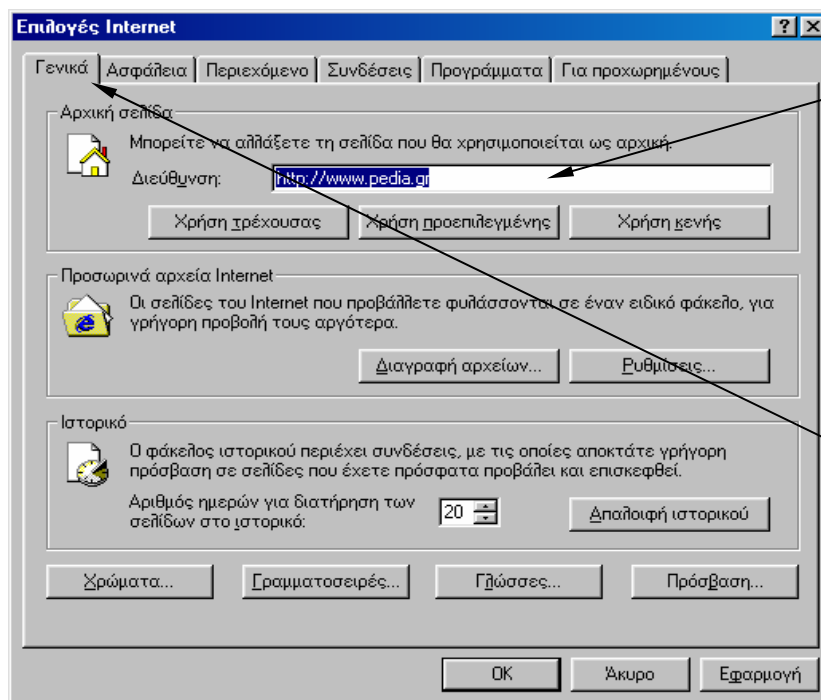 Επιλογές Internet
Γενικά Ασφάλεια Περιεχόμενο Συνδέσεις Προγράμματα Για προχωρημένους
Αρχική σελίδα
Μπορείτε να αλλάξετε τη σελίδα που θα χρησιμοποιείται ως αρχική.
Διεύθυνση: http://www.pedia.gr
Χρήση τρέχουσας Χρήση προεπιλεγμένης Χρήση κενής
Προσωρινά αρχεία Internet
Οι σελίδες του Internet που προβάλλετε φυλάσσονται σε έναν ειδικό φάκελο, για
γρήγορη προβολή τους αργότερα.
Διαγραφή αρχείων... Ρυθμίσεις...
Ιστορικό
Ο φάκελος ιστορικού περιέχει συνδέσεις, με τις οποίες αποκτάτε γρήγορη
πρόσβαση σε σελίδες που έχετε πρόσφατα προβάλει και επισκεφθεί.
Αριθμός ημερών για διατήρηση των
σελίδων στο ιστορικό: 20 Απαλοιφή ιστορικού
Χρώματα... Γραμματοσειρές... Γλώσσες... Πρόσβαση...
OK Άκυρο Εφαρμογή